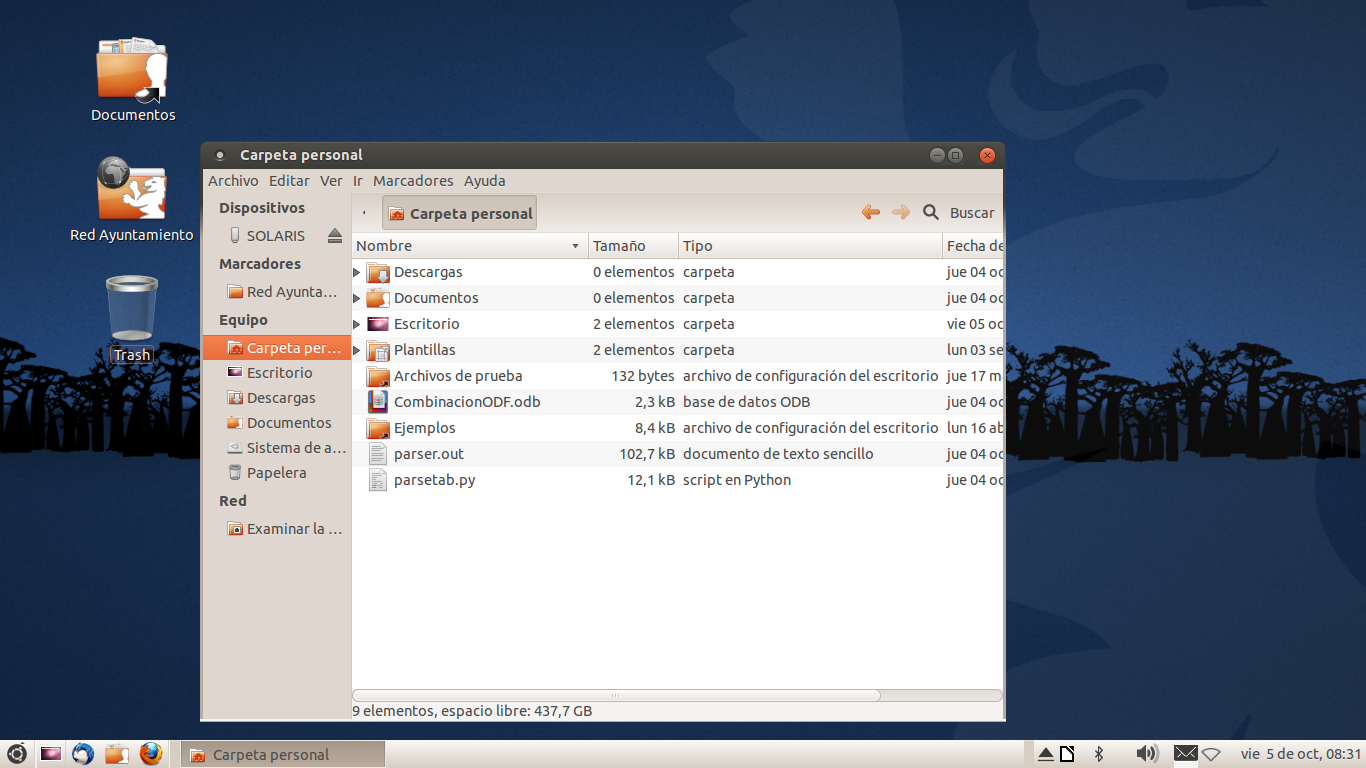 Documentos
Red Ayuntamiento
Trash
Carpeta personal
Archivo Editar Ver Ir Marcadores Ayuda
Dispositivos
SOLARIS
Marcadores
Red Ayunta...
Equipo
Carpeta per...
Escritorio
Descargas
Documentos
Sistema de a...
Papelera
Red
Examinar la ...
Carpeta personal
Buscar
Nombre Tamaño Tipo Fecha de
Descargas 0 elementos carpeta jue 04 oc
Documentos 0 elementos carpeta jue 04 oc
Escritorio 2 elementos carpeta vie 05 oc
Plantillas 2 elementos carpeta lun 03 se
Archivos de prueba 132 bytes archivo de configuración del escritorio jue 17 m
CombinacionODF.odb 2,3 kB base de datos ODB jue 04 oc
Ejemplos 8,4 kB archivo de configuración del escritorio lun 16 ab
parser.out 102,7 kB documento de texto sencillo jue 04 oc
parsetab.py 12,1 kB script en Python jue 04 oc
9 elementos, espacio libre: 437,7 GB
Carpeta personal
vie 5 de oct, 08:31